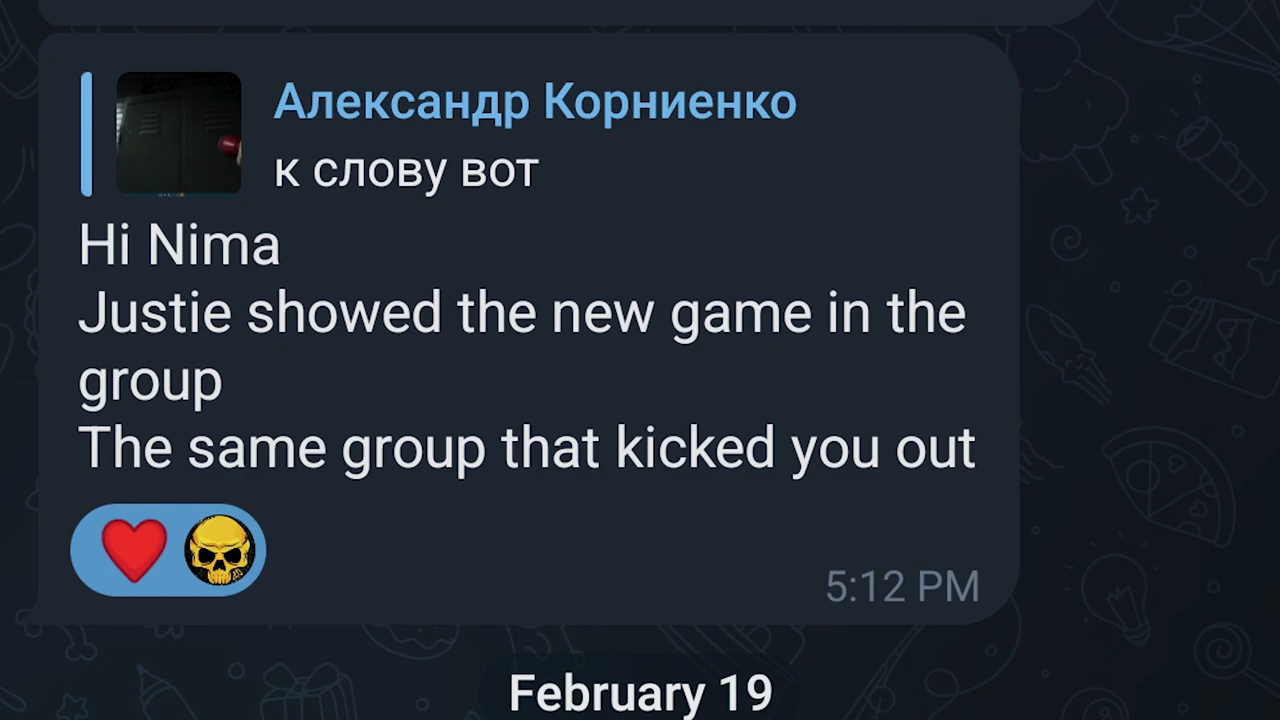 Александр Корниенко
к слову вот
Hi Nima
Justie showed the new game in the
group
The same group that kicked you out
5:12 PM
February 19